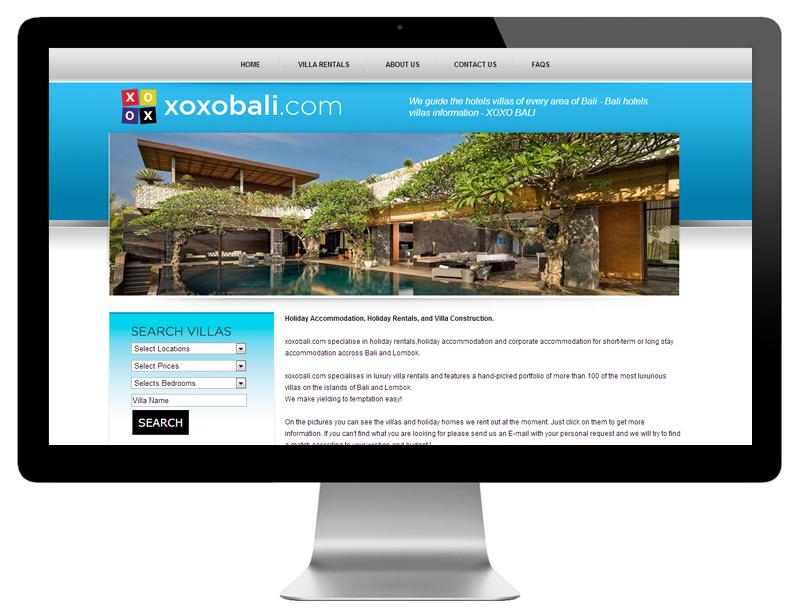 HOME VILLA RENTALS ABOUT US CONTACT US FAQS
X O
O X
xoxobali.com
We guide the hotels villas of every area of Bali - Bali hotels
villas information - XOXO BALI
SEARCH VILLAS
Select Locations
Select Prices
Selects Bedrooms
Villa Name
SEARCH
Holiday Accommodation, Holiday Rentals, and Villa Construction.
xoxobali.com specialise in holiday rentals,holiday accommodation and corporate accommodation for short-term or long stay
accommodation accross Bali and Lombok.
xoxobali.com specialises in luxury villa rentals and features a hand-picked portfolio of more than 100 of the most luxurious
villas on the islands of Bali and Lombok.
We make yielding to temptation easy!
On the pictures you can see the villas and holiday homes we rent out at the moment. Just click on them to get more
information. If you can't find what you are looking for please send us an E-mail with your personal request and we will try to find
a match according to your wishes and budget !